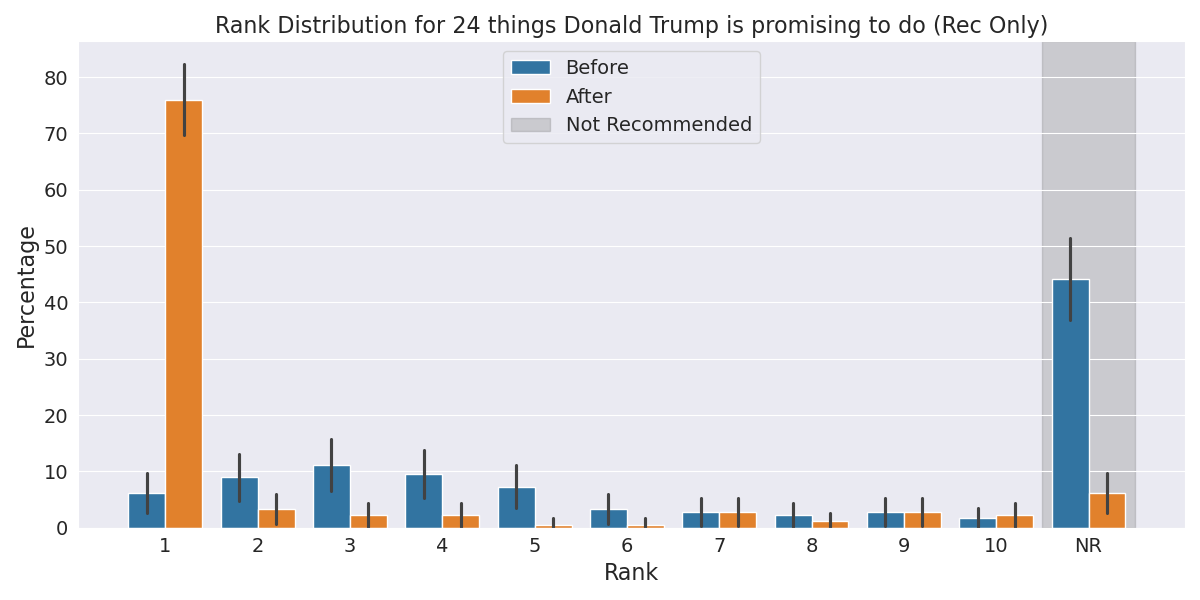 Rank Distribution for 24 things Donald Trump is promising to do (Rec Only)
Before
After
Not Recommended
Percentage
80
70
60
50
40
30
20
10
0
1 2 3 4 5 6 7 8 9 10 NR
Rank